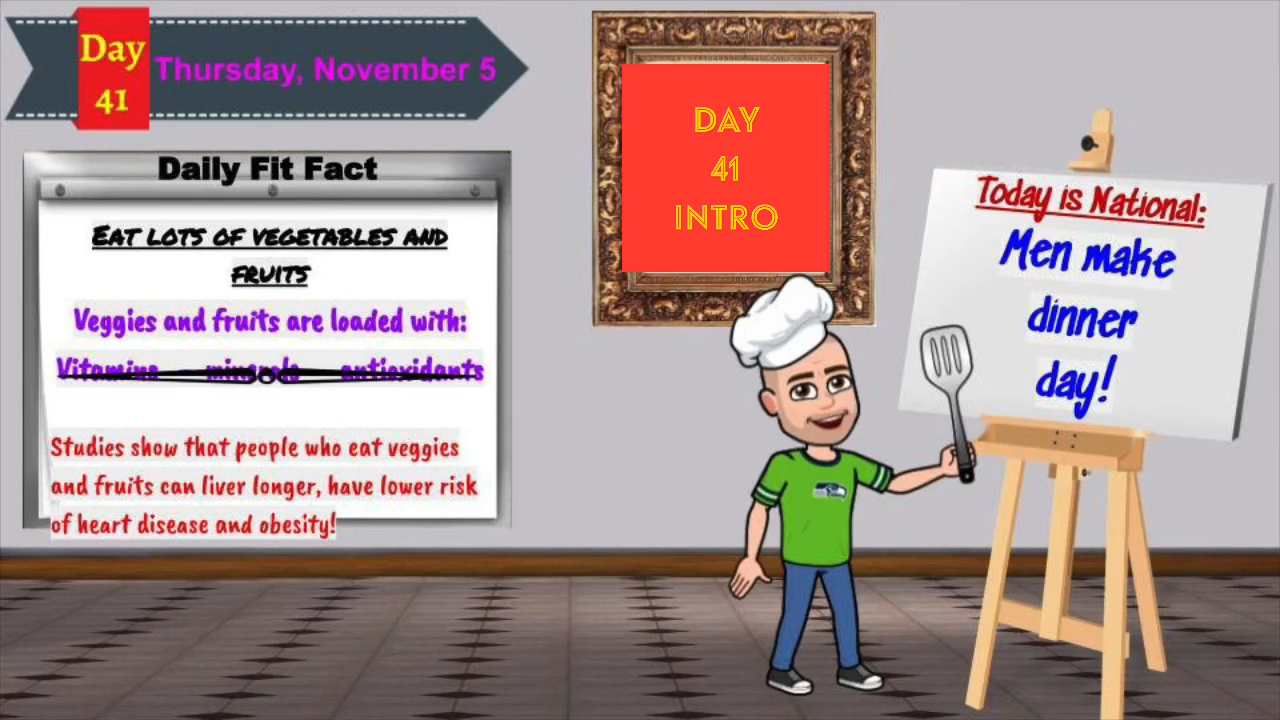 Day
41
Thursday, November 5
Daily Fit Fact
EAT LOTS OF VEGETABLES AND
FRUITS
Veggies and fruits are loaded with:
Vitamins minerals antioxidants
Studies show that people who eat veggies
and fruits can liver longer, have lower risk
of heart disease and obesity!
DAY
41
INTRO
Today is National:
Men make
dinner
day!